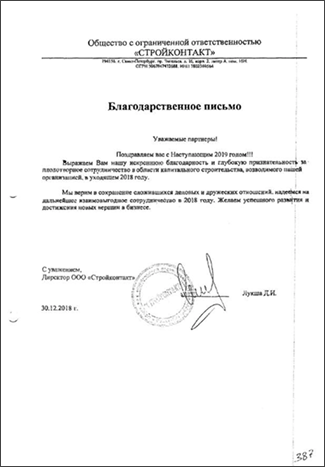 Общество с ограниченной ответственностью
«СТРОЙКОНТАКТ»
Благодарственное письмо
Уважаемые партнеры!
Поздравляем вас с Наступающим 2019 годом!!!
Выражаем Вам нашу искреннюю благодарность и глубокую признательность за
плодотворное сотрудничество в области капитального строительства, возводимого нашей
организацией, в уходящем 2018 году.
Мы верим в сохранение сложившихся деловых и дружеских отношений, надеемся на
дальнейшее взаимовыгодное сотрудничество в 2018 году. Желаем успешного развития и
достижения новых вершин в бизнесе.
С уважением,
Директор ООО «Стройконтакт»
Лукша Д.И.
30.12.2018 г.
387